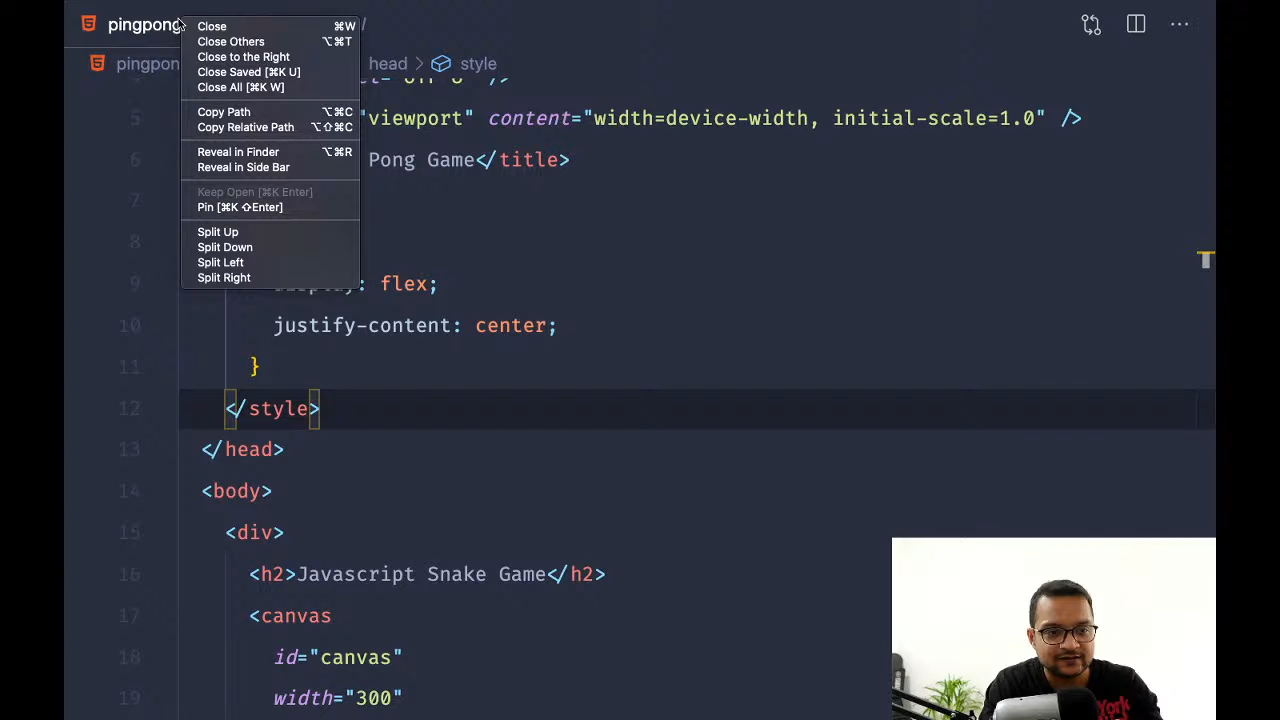 pingpong
Close ⌘W
Close Others ⌥⌘T
Close to the Right
Close Saved [⌘K U]
Close All [⌘K W]
Copy Path ⌥⌘C
Copy Relative Path ⌥⇧⌘C
Reveal in Finder ⌥⌘R
Reveal in Side Bar
Keep Open [⌘K Enter]
Pin [⌘K ⇧Enter]
Split Up
Split Down
Split Left
Split Right
pingpon head > style
5 "viewport" content="width=device-width, initial-scale=1.0" />
6 Pong Game</title>
7
8
9 display: flex;
10 justify-content: center;
11 }
12 </style>
13 </head>
14 <body>
15 <div>
16 <h2>Javascript Snake Game</h2>
17 <canvas
18 id="canvas"
19 width="300"
York